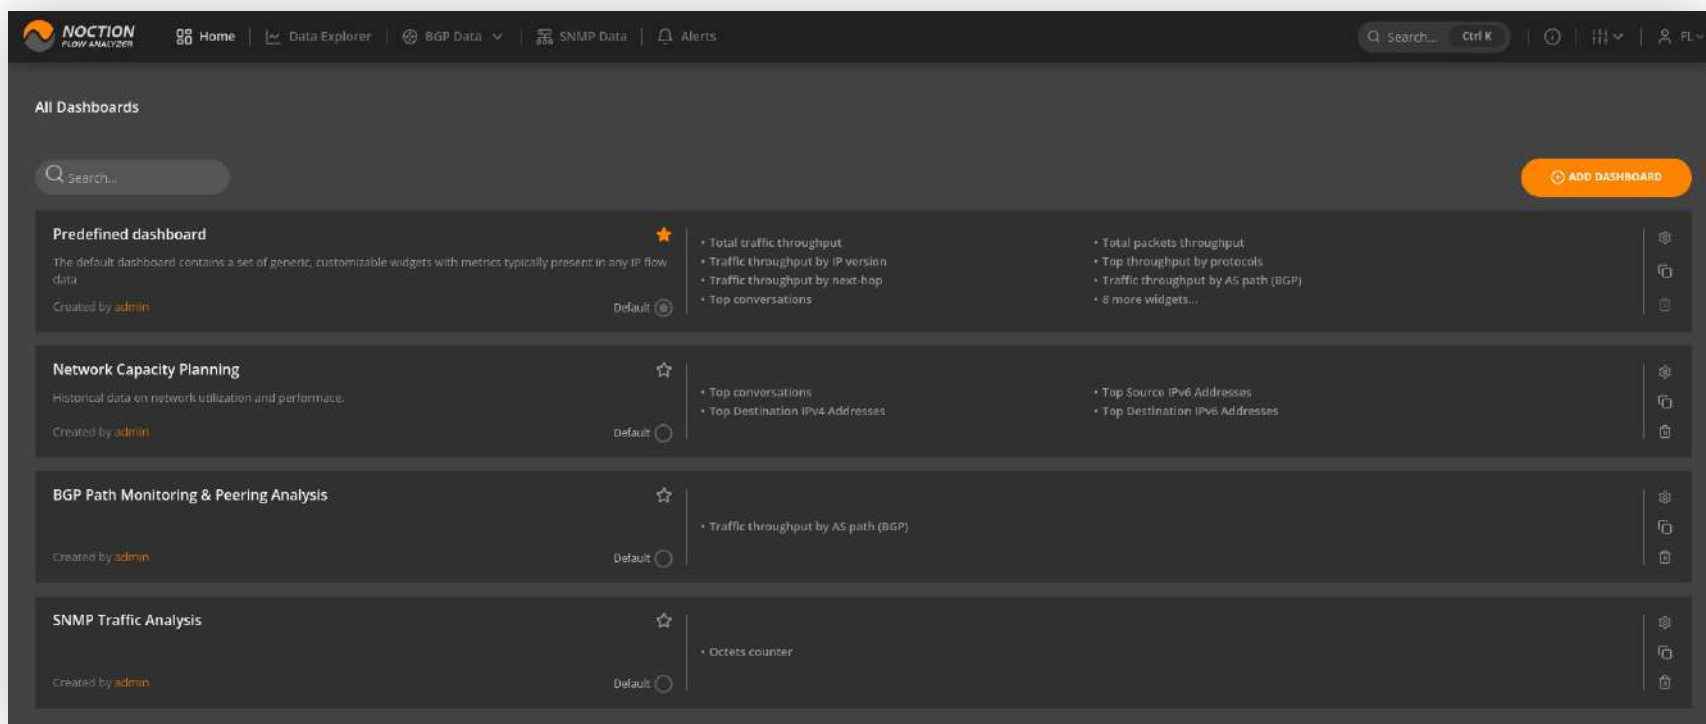 NOCTION
FLOW ANALYZER
Home
Data Explorer
BGP Data
SNMP Data
Alerts
Search...
Ctrl K
FL
All Dashboards
Search...
ADD DASHBOARD
Predefined dashboard
The default dashboard contains a set of generic, customizable widgets with metrics typically present in any IP flow
data
Created by admin
Default
• Total traffic throughput
• Traffic throughput by IP version
• Traffic throughput by next-hop
• Top conversations
• Total packets throughput
• Top throughput by protocols
• Traffic throughput by AS path (BGP)
• 8 more widgets...
Network Capacity Planning
Historical data on network utilization and performace.
Created by admin
Default
• Top conversations
• Top Destination IPv4 Addresses
• Top Source IPv6 Addresses
• Top Destination IPv6 Addresses
BGP Path Monitoring & Peering Analysis
Created by admin
Default
• Traffic throughput by AS path (BGP)
SNMP Traffic Analysis
Created by admin
Default
• Octets counter